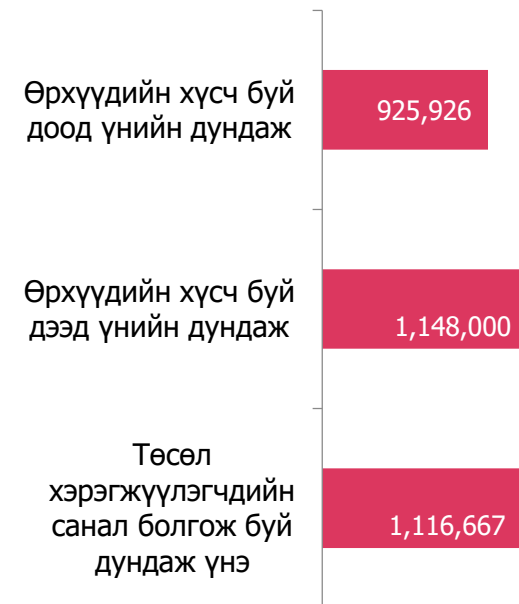 Өрхүүдийн хүсч буй
доод үнийн дундаж
925,926
Өрхүүдийн хүсч буй
дээд үнийн дундаж
1,148,000
Төсөл
хэрэгжүүлэгчдийн
санал болгож буй
дундаж үнэ
1,116,667